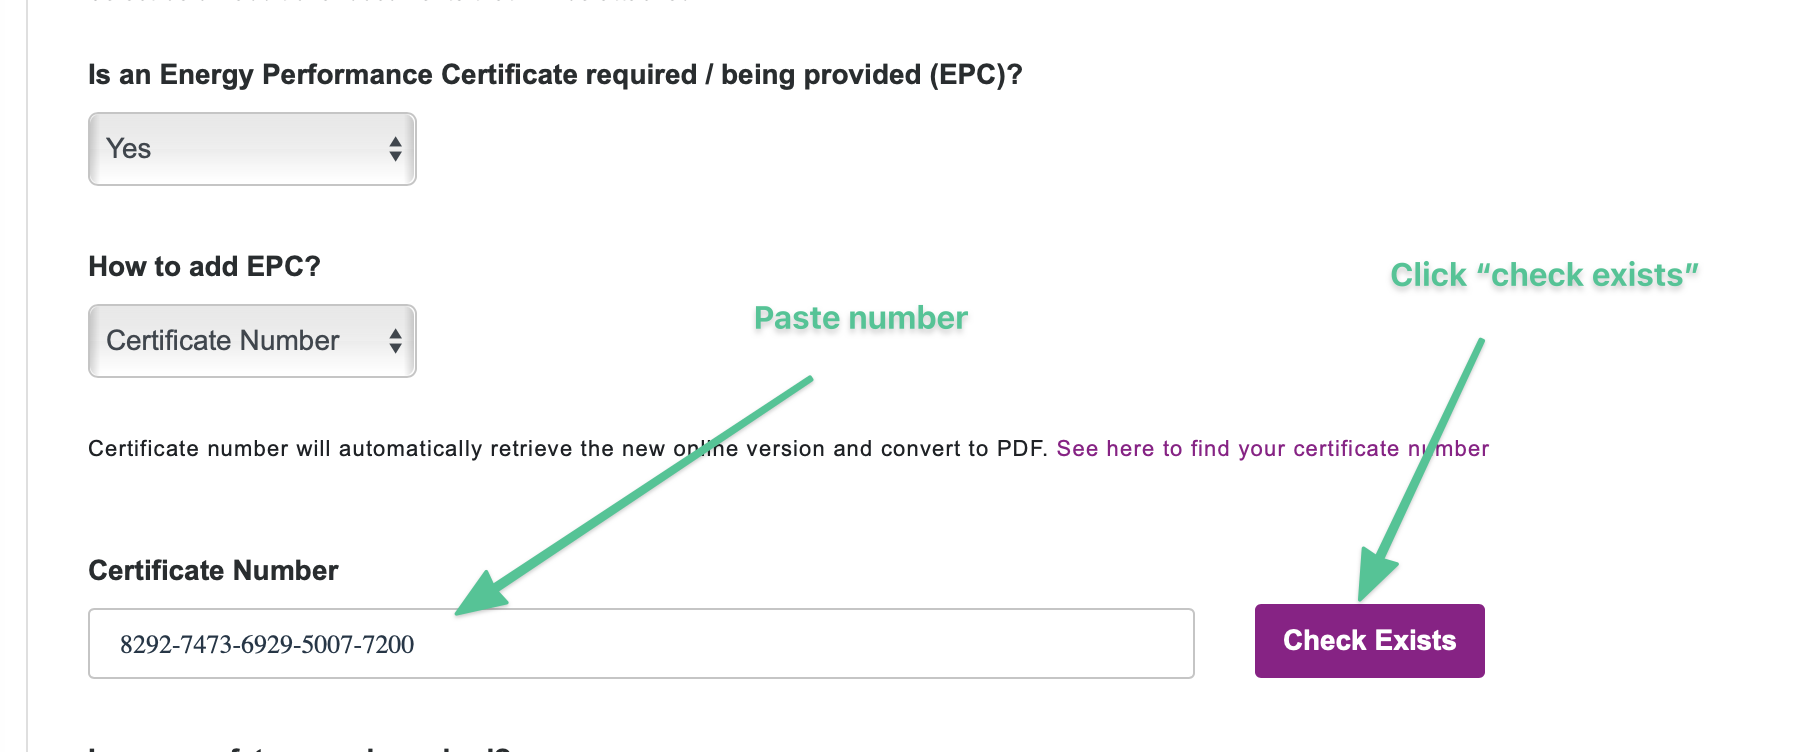 Is an Energy Performance Certificate required / being provided (EPC)?
Yes
How to add EPC?
Certificate Number
Click “check exists”
Paste number
Certificate number will automatically retrieve the new online version and convert to PDF. See here to find your certificate number
Certificate Number
8292-7473-6929-5007-7200
Check Exists